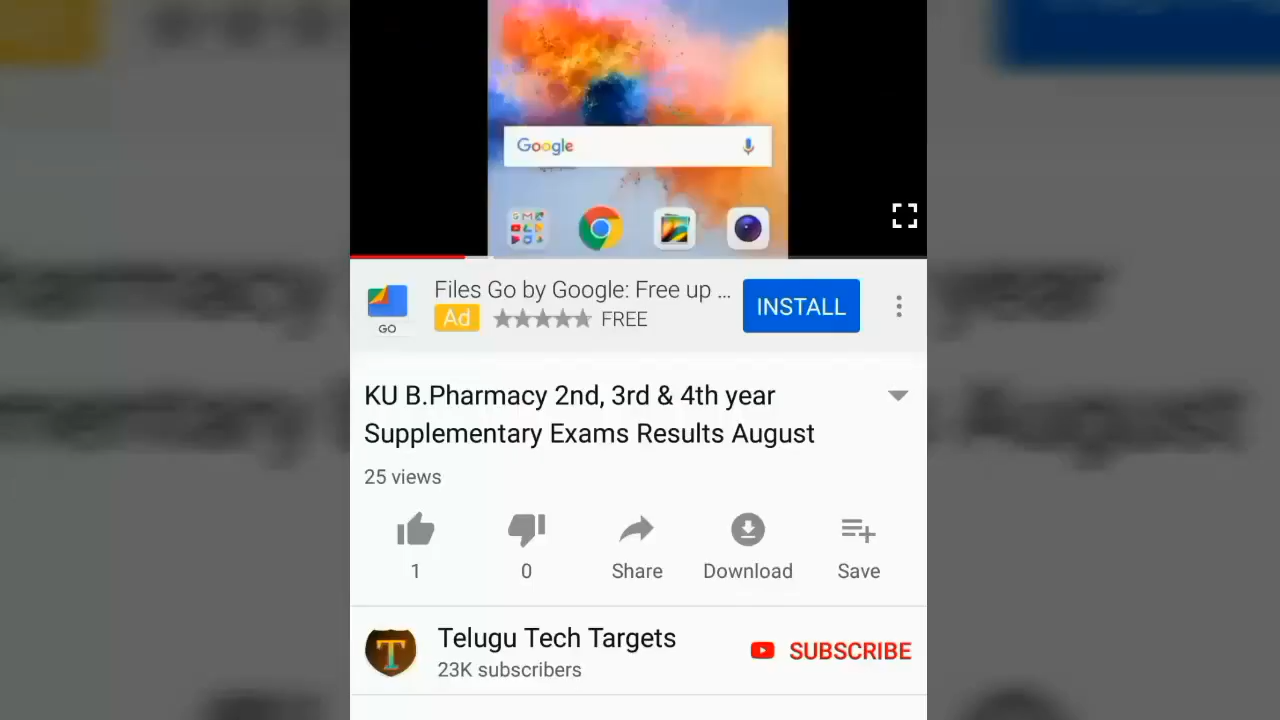 Google
GO
Files Go by Google: Free up ...
Ad FREE
INSTALL
KU B.Pharmacy 2nd, 3rd & 4th year
Supplementary Exams Results August
25 views
1
0
Share
Download
Save
T
Telugu Tech Targets
23K subscribers
SUBSCRIBE